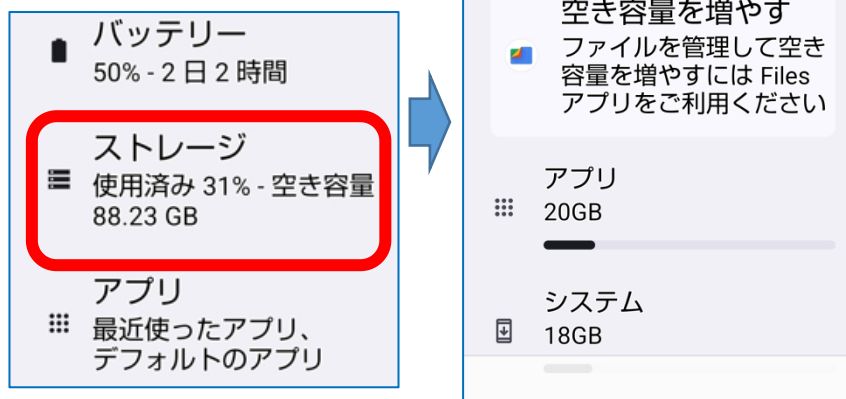 バッテリー
50% - 2 日 2 時間
ストレージ
使用済み 31% - 空き容量
88.23 GB
アプリ
最近使ったアプリ、
デフォルトのアプリ
空き容量を増やす
ファイルを管理して空き
容量を増やすには Files
アプリをご利用ください
アプリ
20GB
システム
18GB